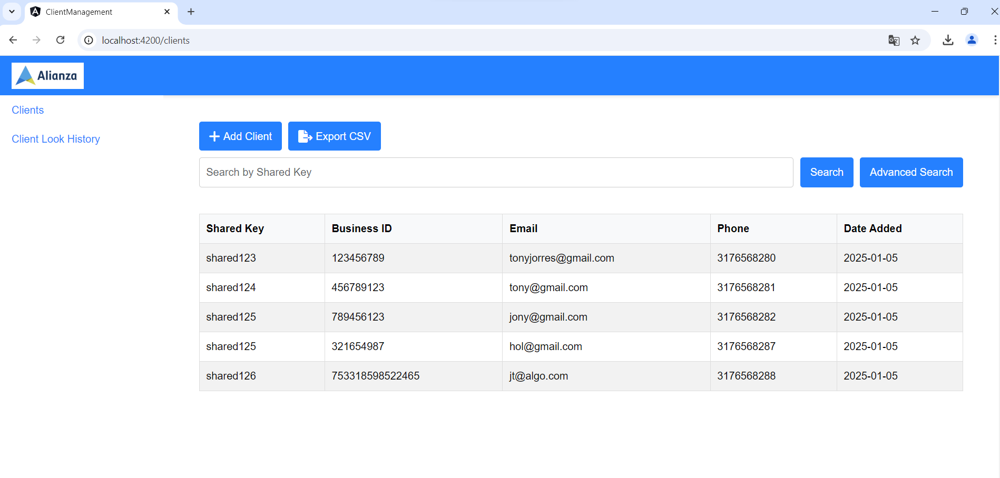 ClientManagement
localhost:4200/clients
Alianza
Clients
Client Look History
Add Client Export CSV
Search by Shared Key Search Advanced Search
Shared Key Business ID Email Phone Date Added
shared123 123456789 tonyjorres@gmail.com 3176568280 2025-01-05
shared124 456789123 tony@gmail.com 3176568281 2025-01-05
shared125 789456123 jony@gmail.com 3176568282 2025-01-05
shared125 321654987 hol@gmail.com 3176568287 2025-01-05
shared126 753318598522465 jt@algo.com 3176568288 2025-01-05